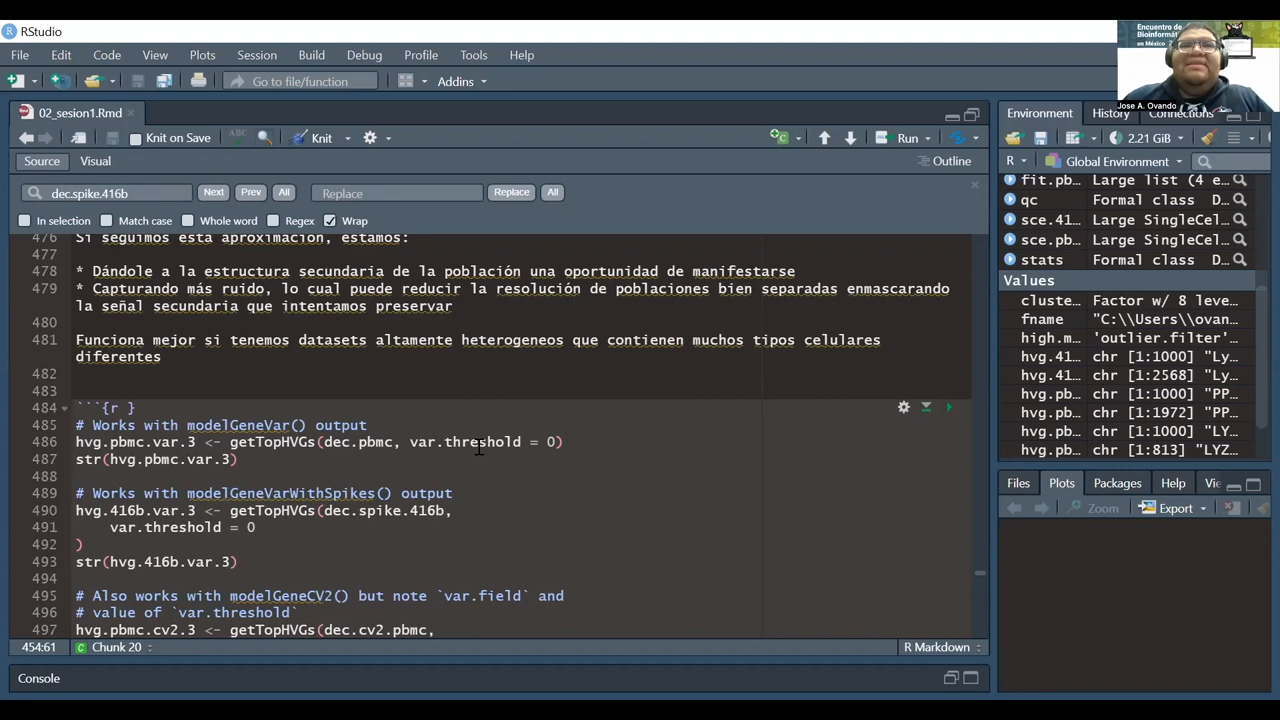 RStudio
File Edit Code View Plots Session Build Debug Profile Tools Help
Go to file/function Addins
Encuentro de
Bioinformátic
en México 2
Jose A. Ovando
02_sesion1.Rmd
Knit on Save ABC Knit Run
Source Visual Outline
dec.spike.416b Next Prev All Replace Replace All
In selection Match case Whole word Regex Wrap
476 Si seguimos esta aproximación, estamos:
477
478 * Dándole a la estructura secundaria de la población una oportunidad de manifestarse
479 * Capturando más ruido, lo cual puede reducir la resolución de poblaciones bien separadas enmascarando
la señal secundaria que intentamos preservar
480
481 Funciona mejor si tenemos datasets altamente heterogeneos que contienen muchos tipos celulares
diferentes
482
483
484 ```{r }
485 # Works with modelGeneVar() output
486 hvg.pbmc.var.3 <- getTopHVGs(dec.pbmc, var.threshold = 0)
487 str(hvg.pbmc.var.3)
488
489 # Works with modelGeneVarWithSpikes() output
490 hvg.416b.var.3 <- getTopHVGs(dec.spike.416b,
491 var.threshold = 0
492 )
493 str(hvg.416b.var.3)
494
495 # Also works with modelGeneCV2() but note `var.field` and
496 # value of `var.threshold`
497 hvg.pbmc.cv2.3 <- getTopHVGs(dec.cv2.pbmc,
454:61 Chunk 20 R Markdown
Console
Environment History Connections
2.21 GiB
R Global Environment
fit.pb… Large list (4 e…
qc Formal class D…
sce.41… Large SingleCel…
sce.pb… Large SingleCel…
stats Formal class D…
Values
cluste… Factor w/ 8 leve…
fname "C:\\Users\\ovan…
high.m… 'outlier.filter'…
hvg.41… chr [1:1000] "Ly…
hvg.41… chr [1:2568] "Ly…
hvg.pb… chr [1:1000] "PP…
hvg.pb… chr [1:1972] "PP…
hvg.pb… chr [1:1000] "PP…
hvg.pb… chr [1:813] "LYZ…
Files Plots Packages Help Vi
Zoom Export